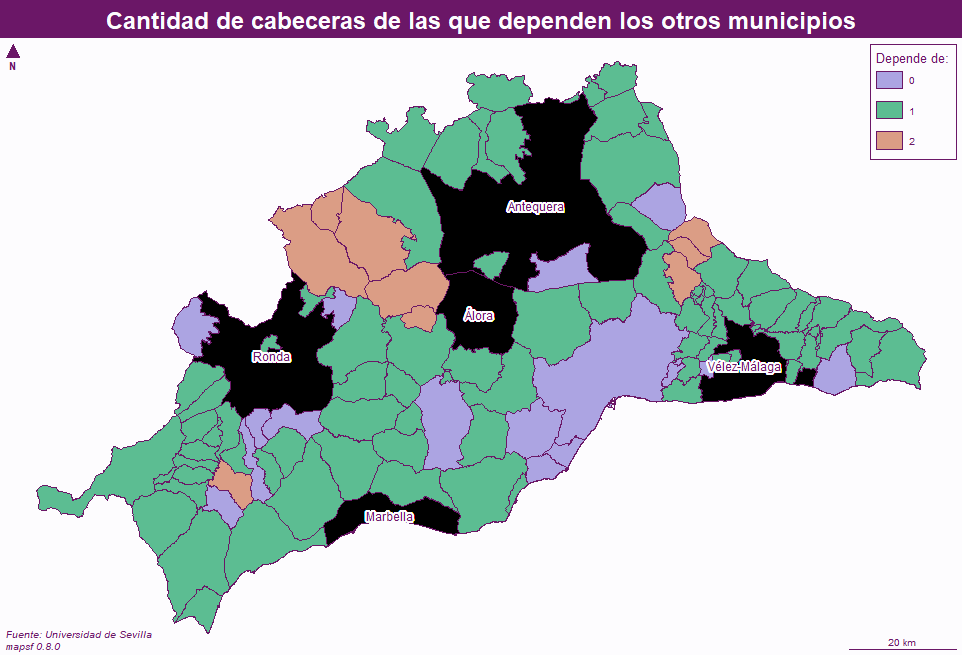 Cantidad de cabeceras de las que dependen los otros municipios
N
Depende de:
0
1
2
Antequera
Álora
Ronda
Vélez-Málaga
Marbella
Fuente: Universidad de Sevilla
mapsf 0.8.0
20 km